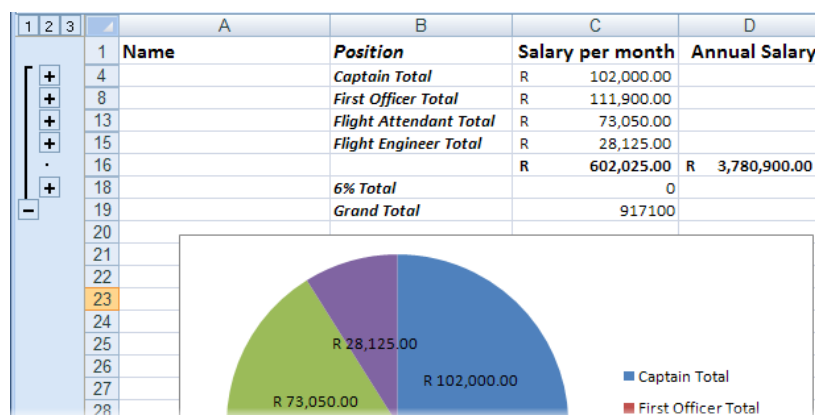 1 2 3 A B C D
1 Name Position Salary per month Annual Salary
4 Captain Total R 102,000.00
8 First Officer Total R 111,900.00
13 Flight Attendant Total R 73,050.00
15 Flight Engineer Total R 28,125.00
16 R 602,025.00 R 3,780,900.00
18 6% Total 0
19 Grand Total 917100
20
21
22
23
24
25 R 28,125.00
26
R 102,000.00 Captain Total
27
R 73,050.00
28 First Officer Total